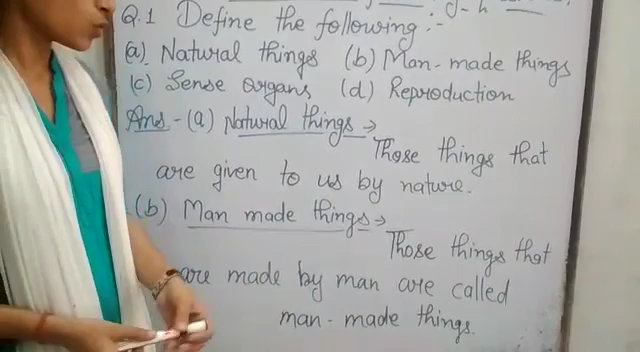 Q.1 Define the following :-
(a) Natural things (b) Man-made things
(c) Sense Organs (d) Reproduction
Ans - (a) Natural things →
Those things that
are given to us by nature.
(b) Man made things →
Those things that
are made by man are called
man-made things.